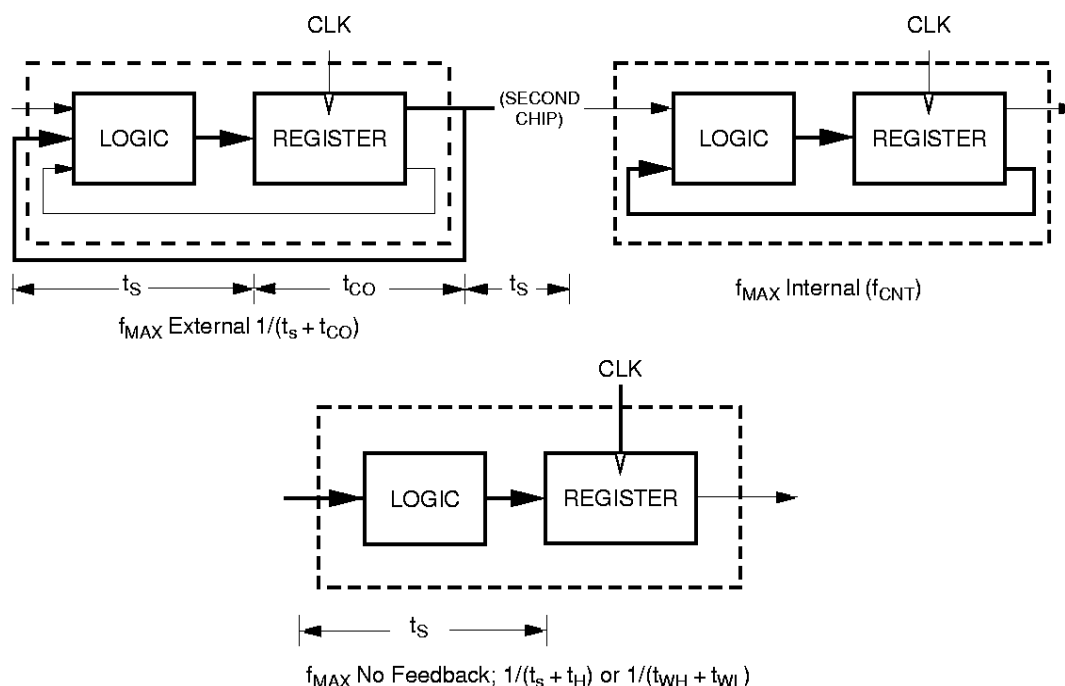 CLK
LOGIC
REGISTER
(SECOND
CHIP)
tS
tCO
tS
fMAX External 1/(ts + tCO)
CLK
LOGIC
REGISTER
fMAX Internal (fCNT)
CLK
LOGIC
REGISTER
tS
fMAX No Feedback; 1/(ts + tH) or 1/(tWH + tWL)